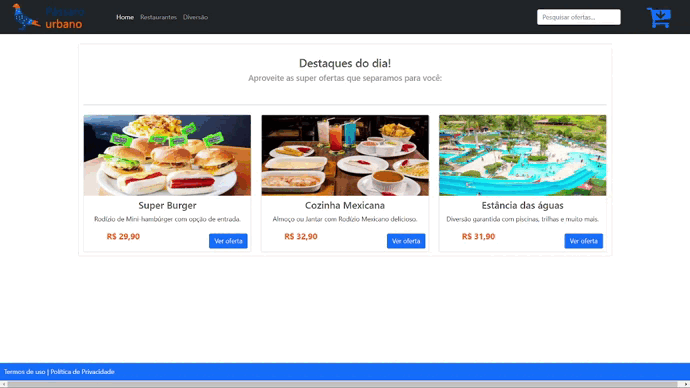 urbano
Home Restaurantes Diversão
Pesquisar ofertas...
Destaques do dia!
Aproveite as super ofertas que separamos para você:
Super Burger
Rodízio de Mini-hambúrger com opção de entrada.
R$ 29,90
Ver oferta
Cozinha Mexicana
Almoço ou Jantar com Rodízio Mexicano delicioso.
R$ 32,90
Ver oferta
Estância das águas
Diversão garantida com piscinas, trilhas e muito mais.
R$ 31,90
Ver oferta
Termos de uso | Política de Privacidade